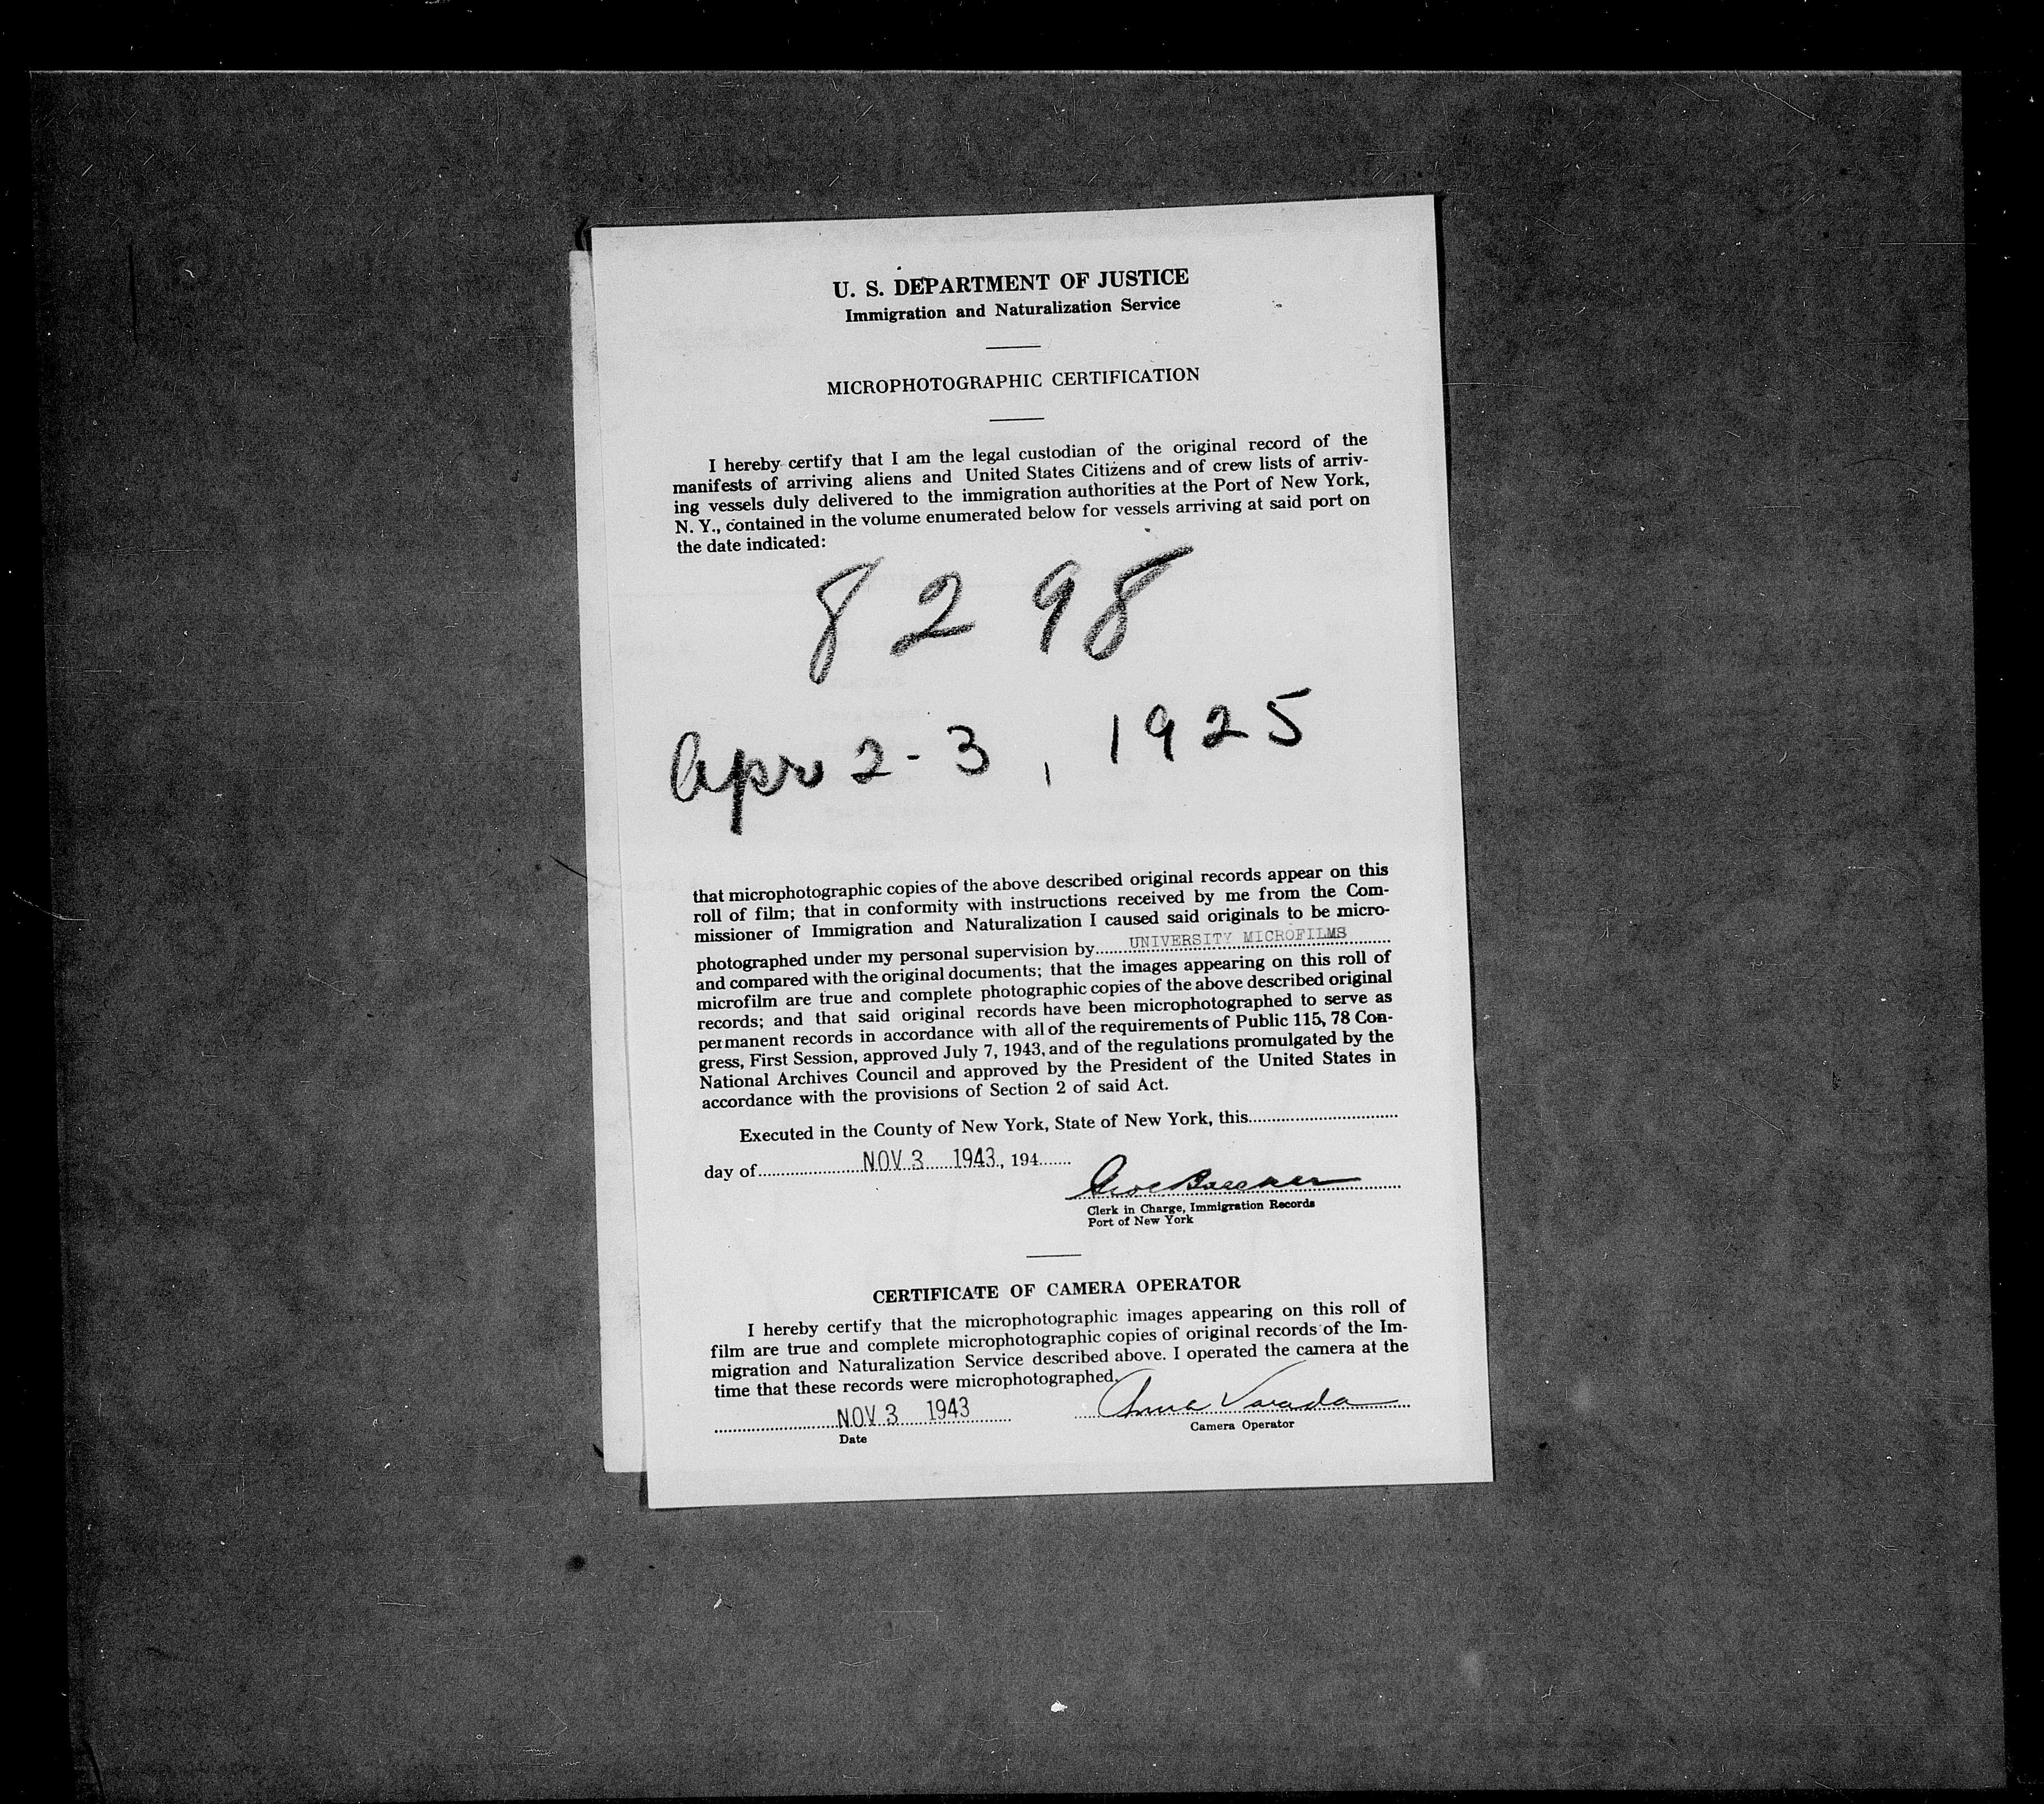 U. S. DEPARTMENT OF JUSTICE
Immigration and Naturalization Service
MICROPHOTOGRAPHIC CERTIFICATION
I hereby certify that I am the legal custodian of the original record of the
manifests of arriving aliens and United States Citizens and of crew lists of arriv-
ing vessels duly delivered to the immigration authorities at the Port of New York,
N. Y., contained in the volume enumerated below for vessels arriving at said port on
the date indicated:
8298
Apr 2-3, 1925
that microphotographic copies of the above described original records appear on this
roll of film; that in conformity with instructions received by me from the Com-
missioner of Immigration and Naturalization I caused said originals to be micro-
photographed under my personal supervision by UNIVERSITY MICROFILMS
and compared with the original documents; that the images appearing on this roll of
microfilm are true and complete photographic copies of the above described original
records; and that said original records have been microphotographed to serve as
permanent records in accordance with all of the requirements of Public 115, 78 Con-
gress, First Session, approved July 7, 1943, and of the regulations promulgated by the
National Archives Council and approved by the President of the United States in
accordance with the provisions of Section 2 of said Act.
Executed in the County of New York, State of New York, this
day of NOV 3 1943, 194
Clerk in Charge, Immigration Records
Port of New York
CERTIFICATE OF CAMERA OPERATOR
I hereby certify that the microphotographic images appearing on this roll of
film are true and complete microphotographic copies of original records of the Im-
migration and Naturalization Service described above. I operated the camera at the
time that these records were microphotographed.
NOV 3 1943 Anna Varada
Date Camera Operator